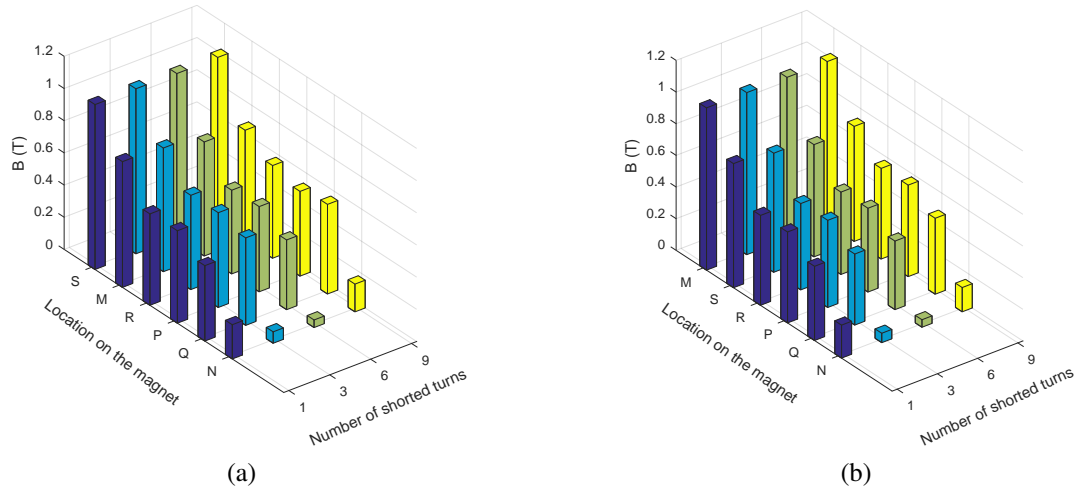 1.2
1
0.8
0.6
0.4
0.2
0
B (T)
S
M
R
P
Q
N
Location on the magnet
1
3
6
9
Number of shorted turns
(a)
1.2
1
0.8
0.6
0.4
0.2
0
B (T)
M
S
R
P
Q
N
Location on the magnet
1
3
6
9
Number of shorted turns
(b)